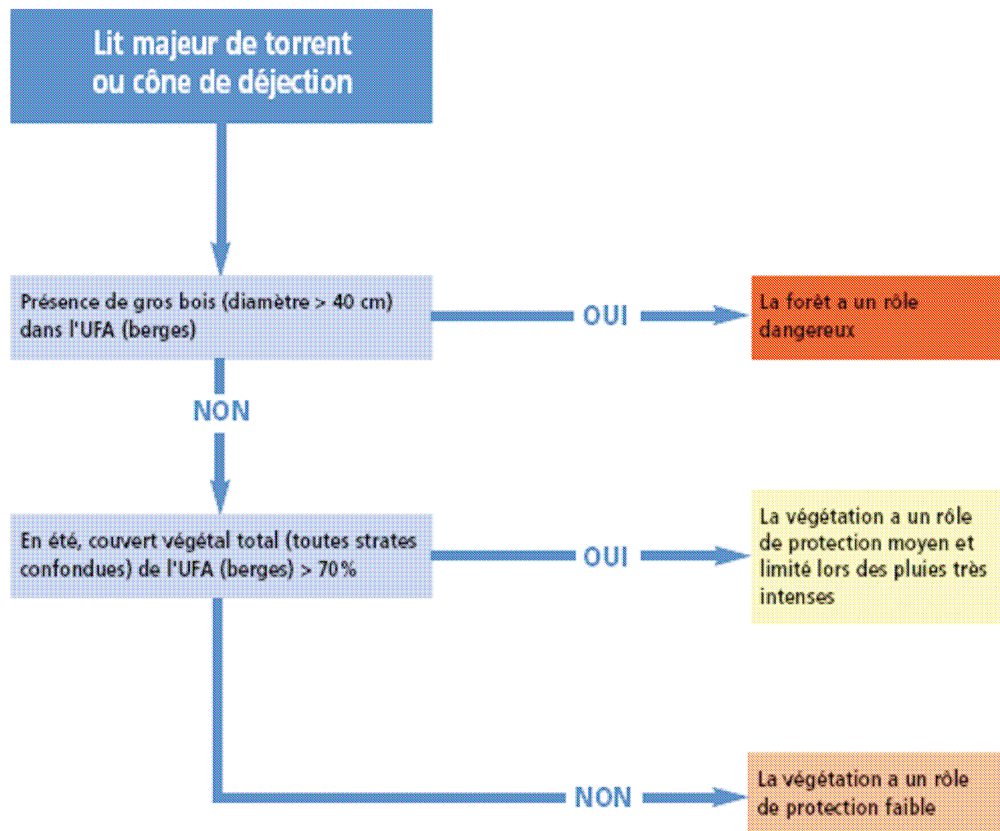 Lit majeur de torrent
ou cône de déjection
Présence de gros bois (diamètre > 40 cm)
dans l'UFA (berges)
OUI
La forêt a un rôle
dangereux
NON
En été, couvert végétal total (toutes strates
confondues) de l'UFA (berges) > 70%
OUI
La végétation a un rôle
de protection moyen et
limité lors des pluies très
intenses
NON
La végétation a un rôle
de protection faible